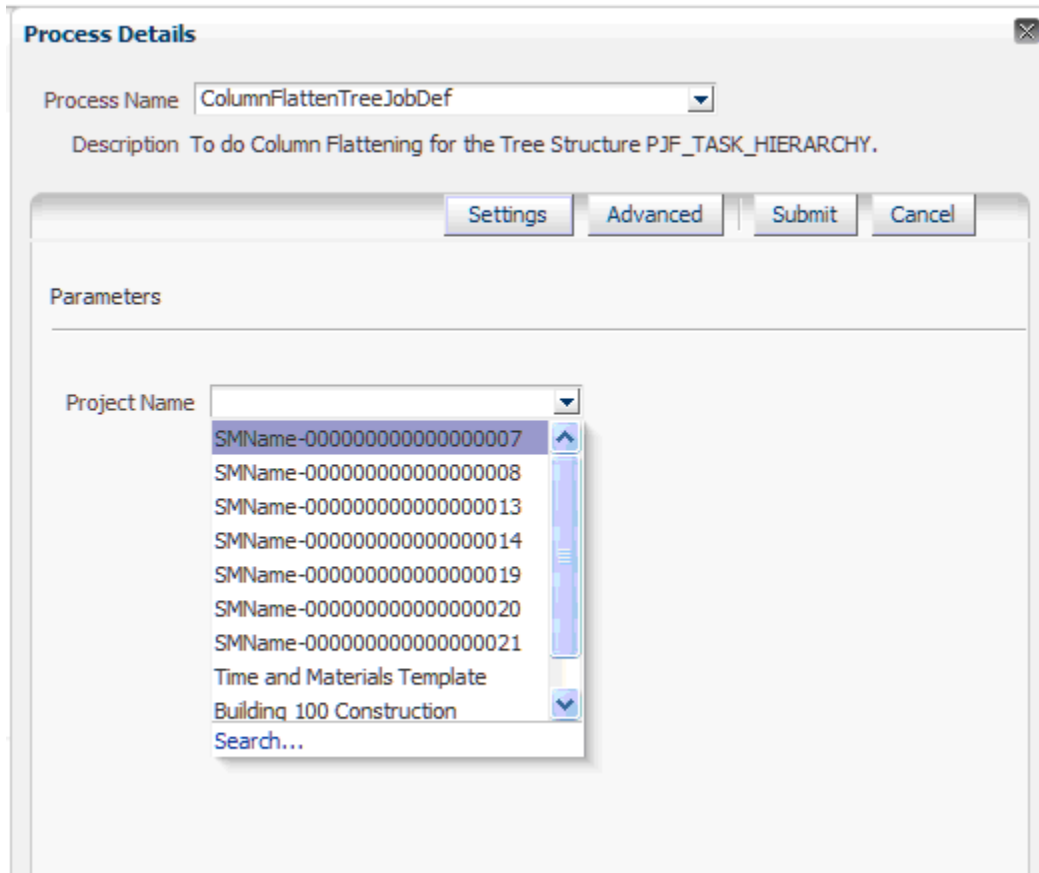 Process Details
Process Name ColumnFlattenTreeJobDef
Description To do Column Flattening for the Tree Structure PJF_TASK_HIERARCHY.
Settings Advanced Submit Cancel
Parameters
Project Name
SMName-000000000000000007
SMName-000000000000000008
SMName-000000000000000013
SMName-000000000000000014
SMName-000000000000000019
SMName-000000000000000020
SMName-000000000000000021
Time and Materials Template
Building 100 Construction
Search...